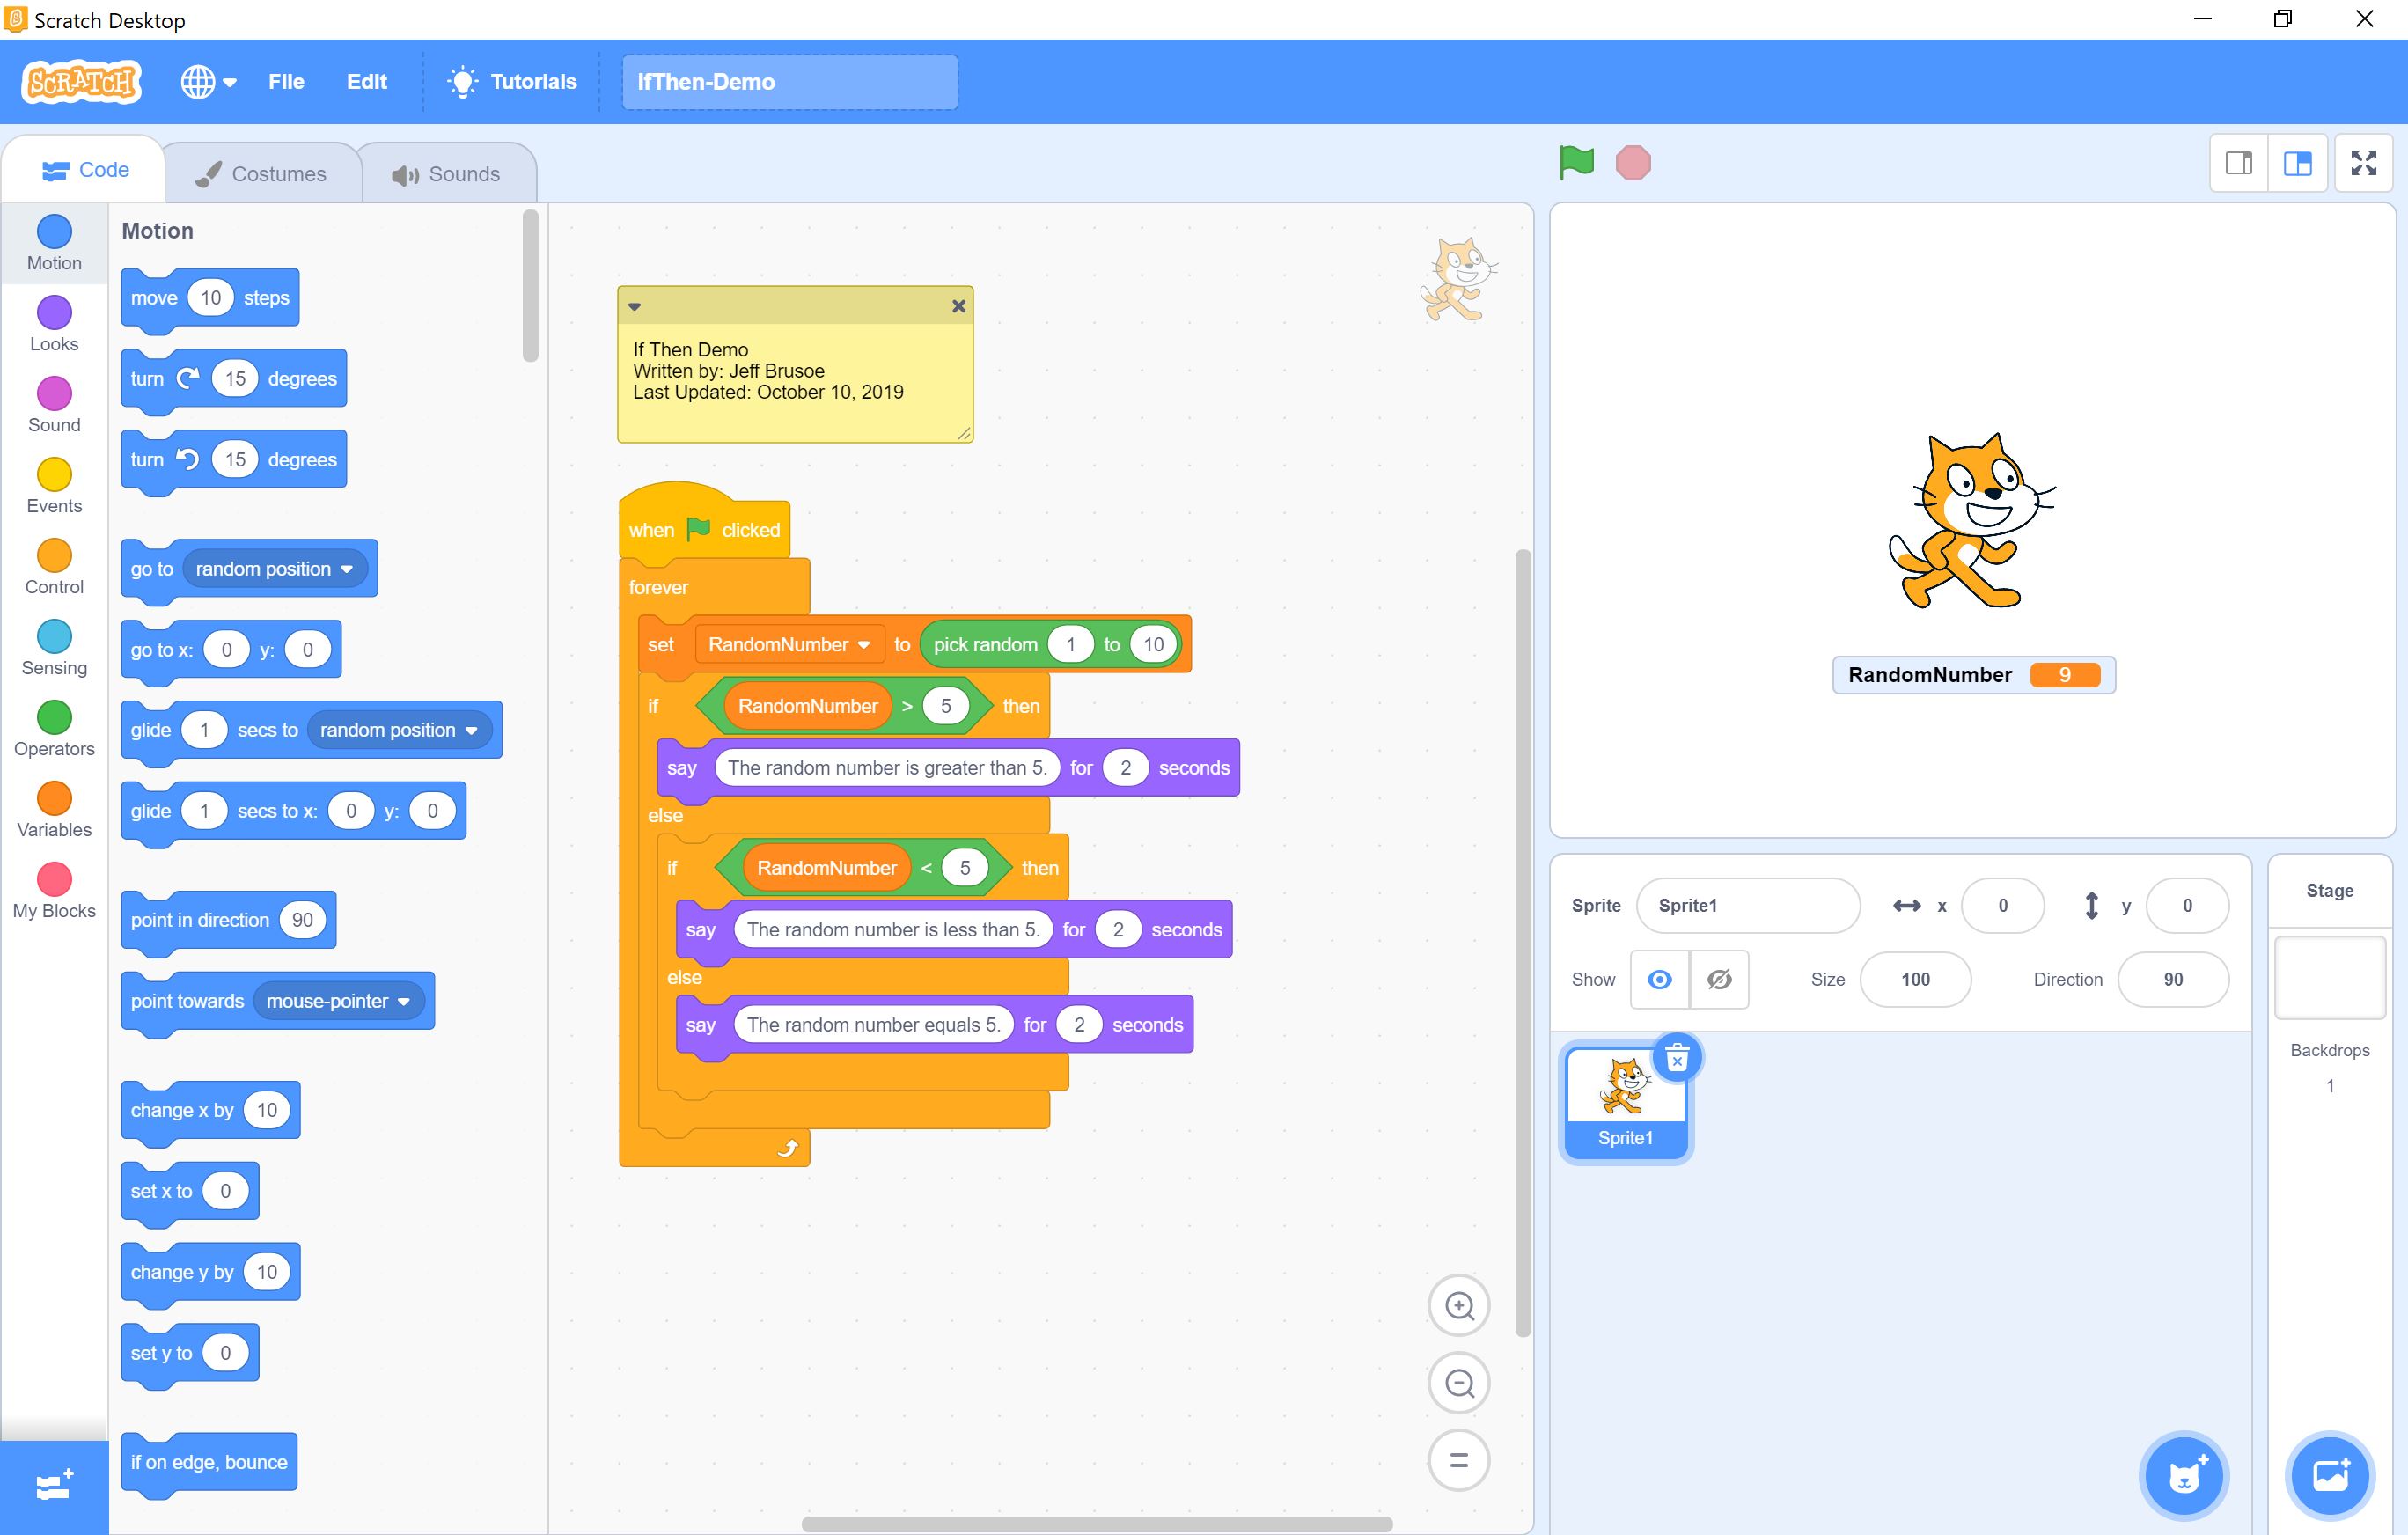 Scratch Desktop
SCRATCH
File Edit Tutorials IfThen-Demo
Code Costumes Sounds
Motion
Looks
Sound
Events
Control
Sensing
Operators
Variables
My Blocks
Motion
move 10 steps
turn 15 degrees
turn 15 degrees
go to random position
go to x: 0 y: 0
glide 1 secs to random position
glide 1 secs to x: 0 y: 0
point in direction 90
point towards mouse-pointer
change x by 10
set x to 0
change y by 10
set y to 0
if on edge, bounce
If Then Demo
Written by: Jeff Brusoe
Last Updated: October 10, 2019
when clicked
forever
set RandomNumber to pick random 1 to 10
if RandomNumber > 5 then
say The random number is greater than 5. for 2 seconds
else
if RandomNumber < 5 then
say The random number is less than 5. for 2 seconds
else
say The random number equals 5. for 2 seconds
RandomNumber 9
Sprite Sprite1 x 0 y 0
Show Size 100 Direction 90
Sprite1
Stage
Backdrops
1